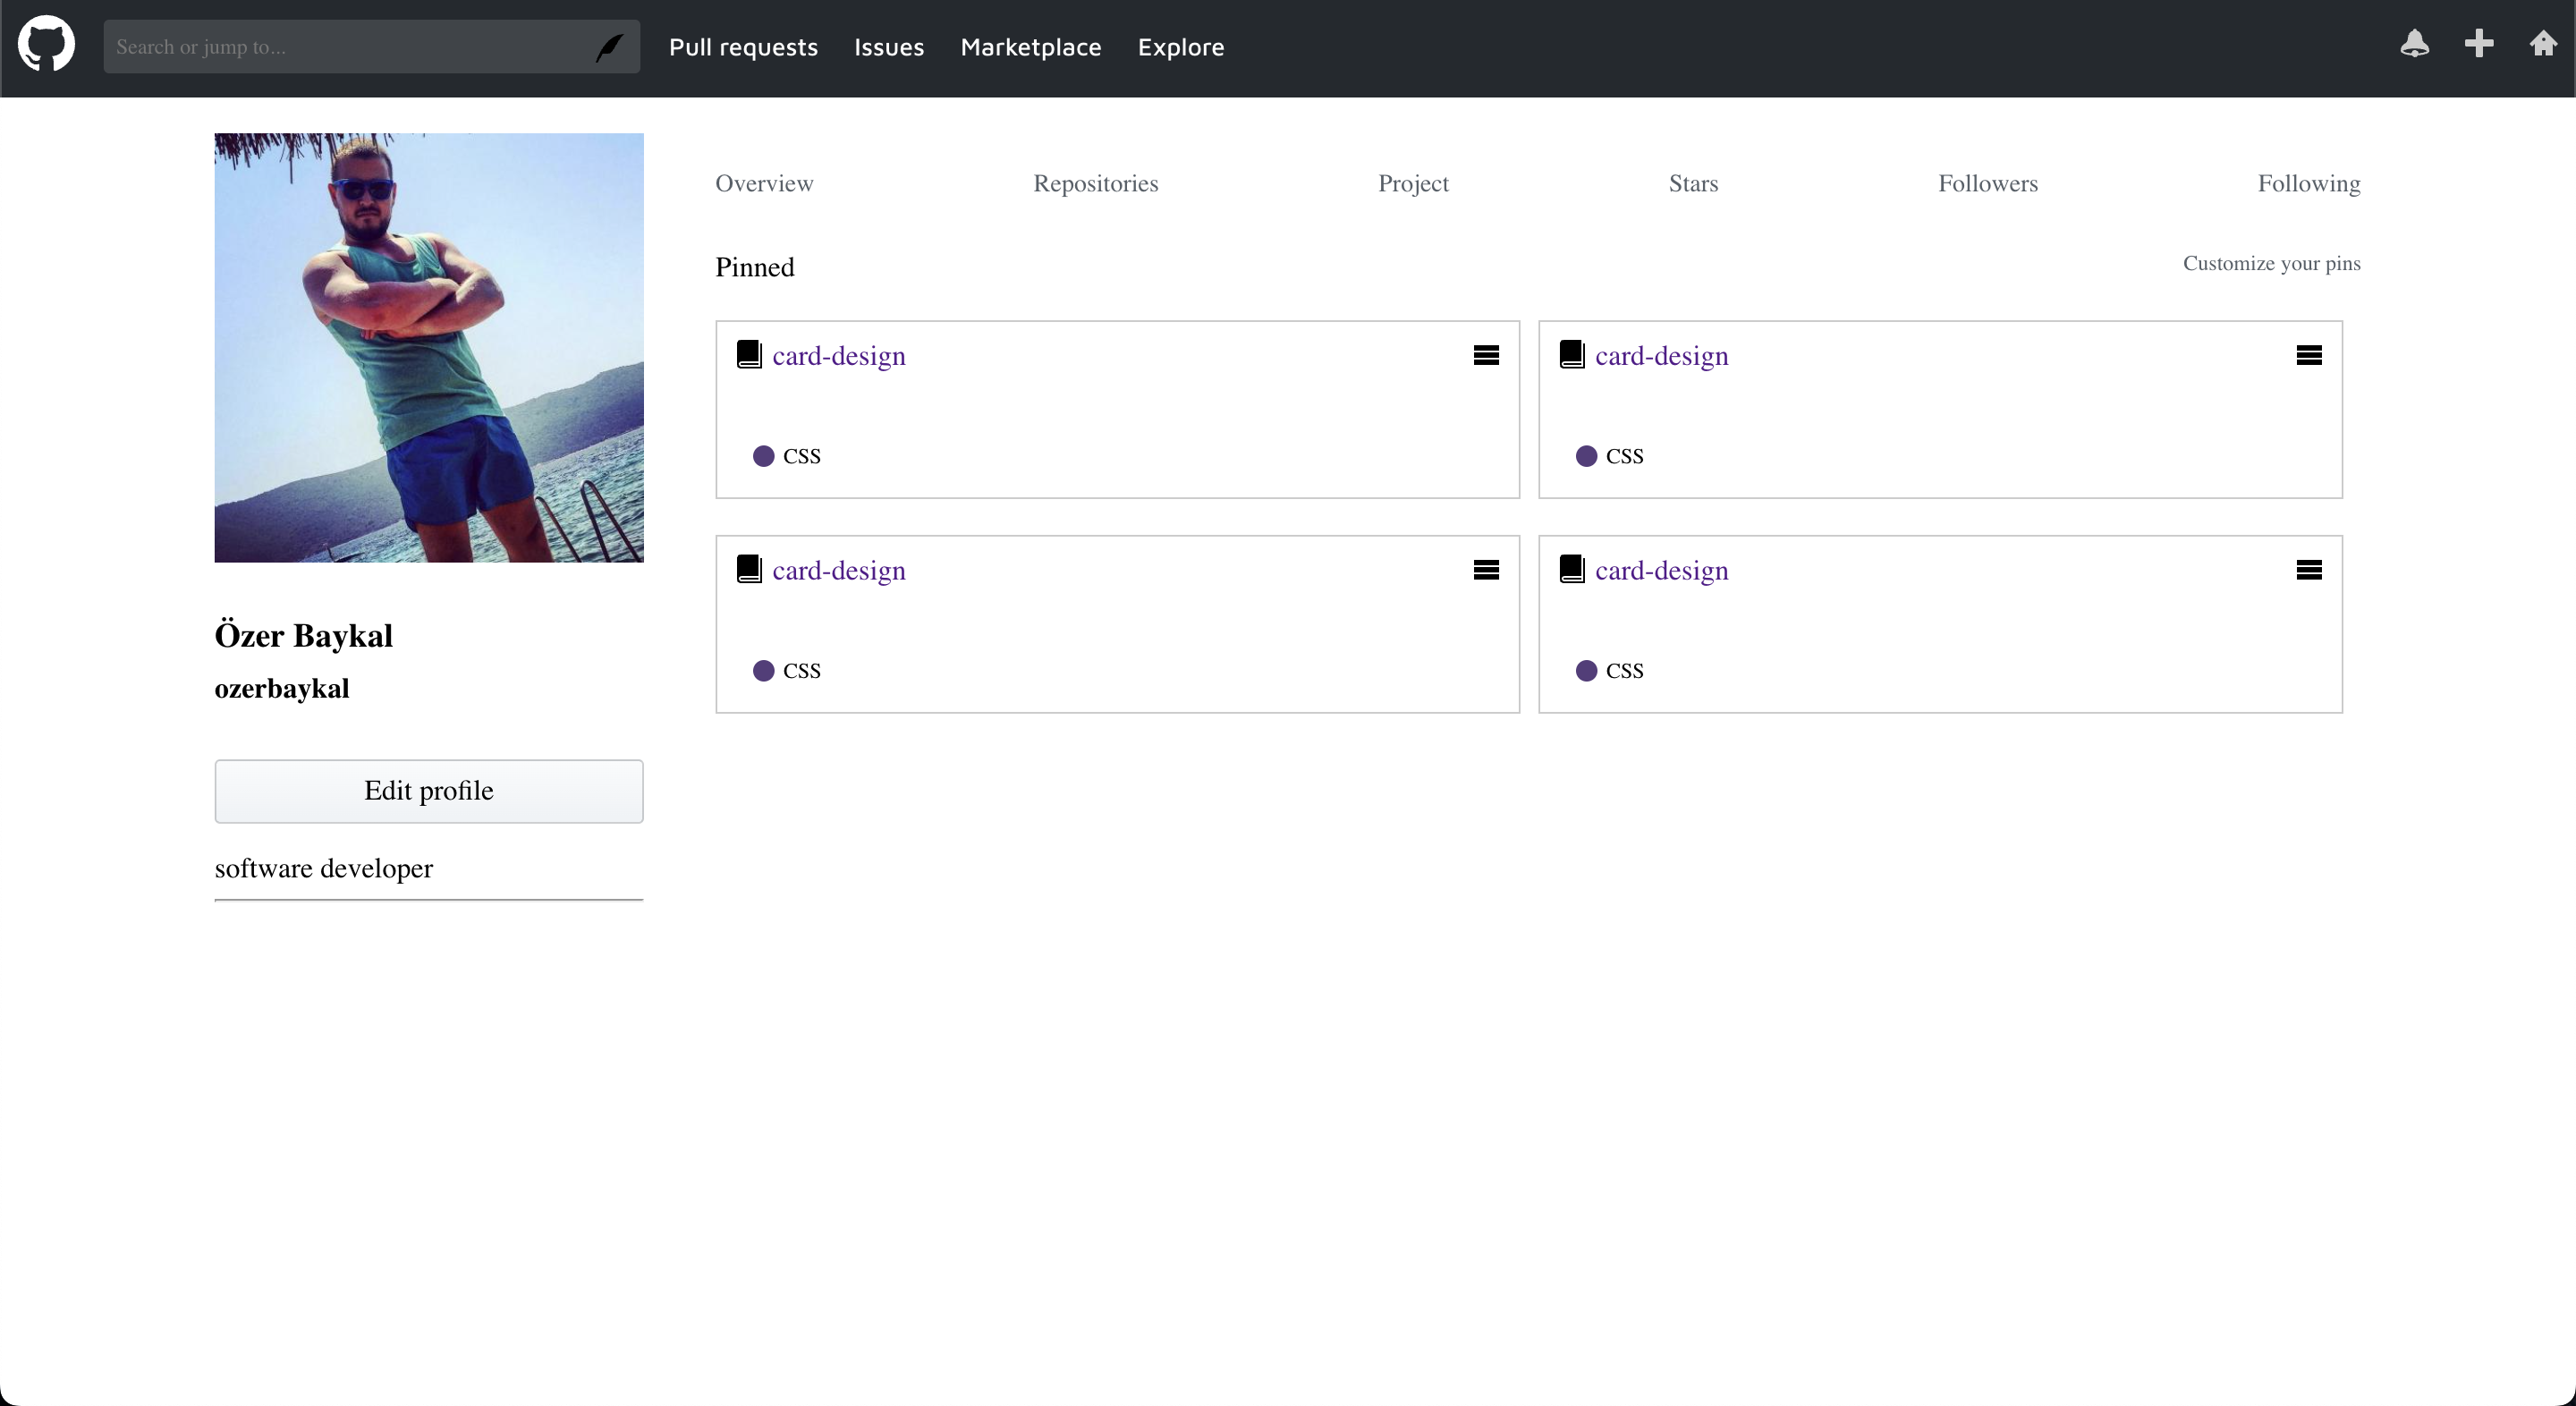 Search or jump to... Pull requests Issues Marketplace Explore
Overview Repositories Project Stars Followers Following
Pinned Customize your pins
card-design card-design
CSS CSS
card-design card-design
CSS CSS
Özer Baykal
ozerbaykal
Edit profile
software developer